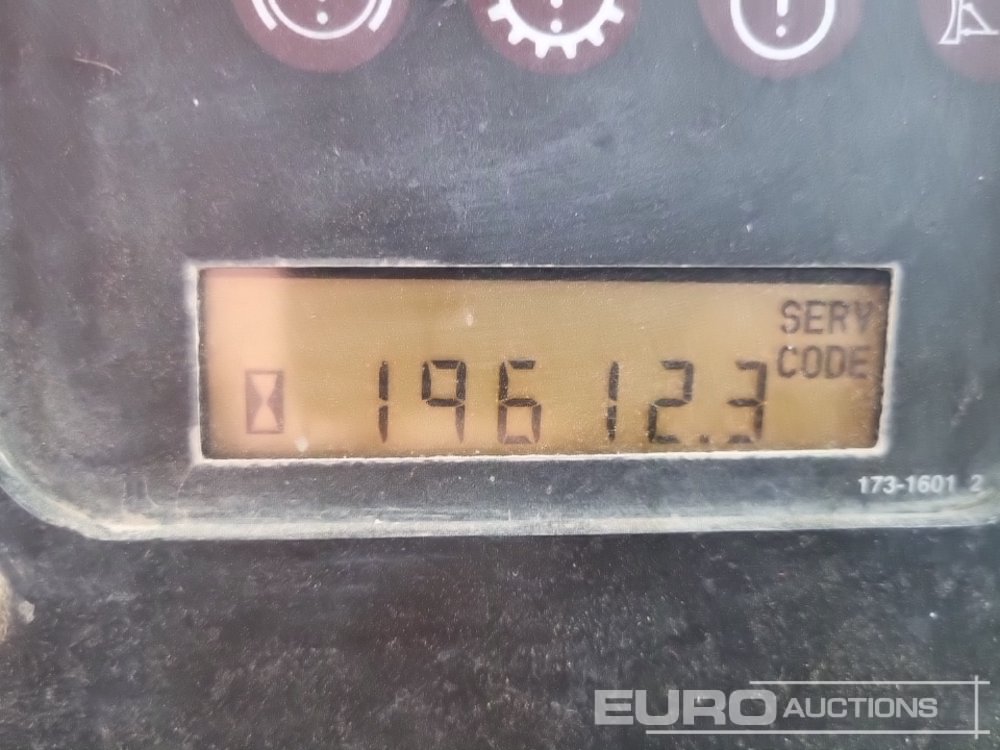 SERV
CODE
19612.3
173-1601 2
EURO AUCTIONS